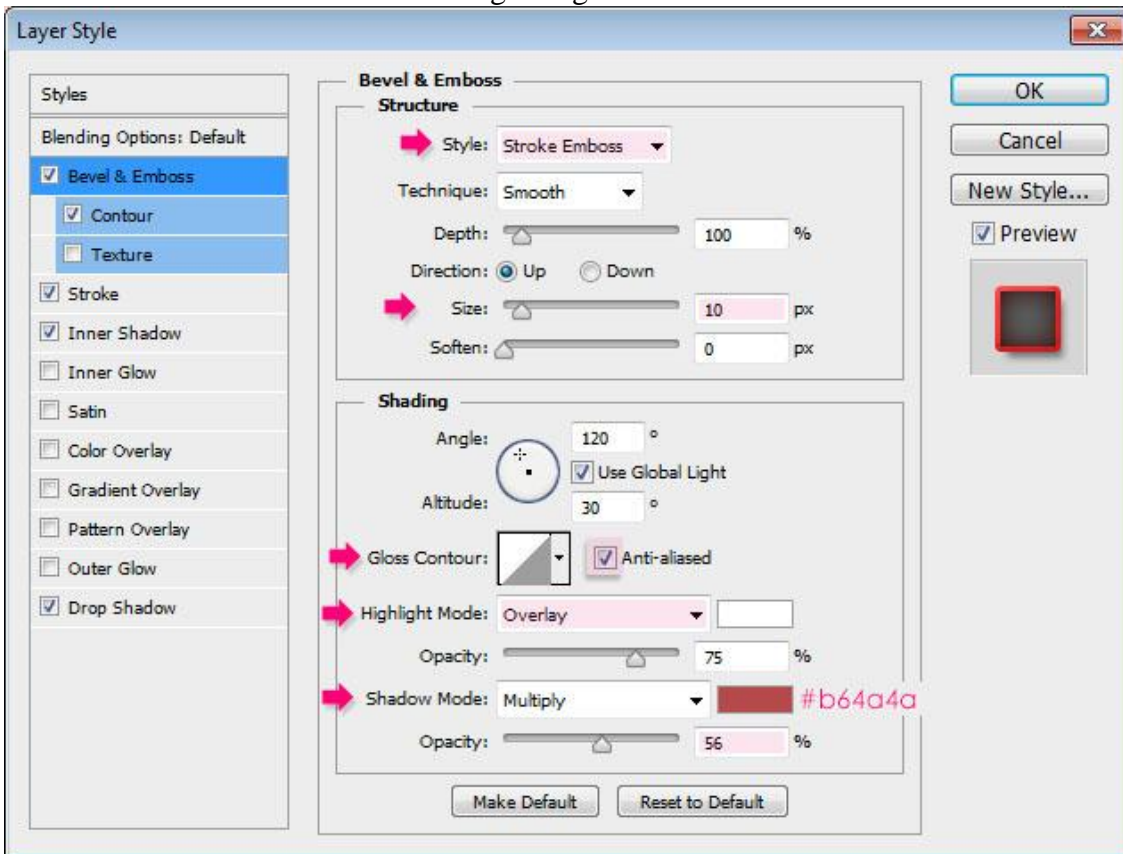 Layer Style
Styles
Blending Options: Default
Bevel & Emboss
Contour
Texture
Stroke
Inner Shadow
Inner Glow
Satin
Color Overlay
Gradient Overlay
Pattern Overlay
Outer Glow
Drop Shadow
Bevel & Emboss
Structure
Style: Stroke Emboss
Technique: Smooth
Depth: 100 %
Direction: Up Down
Size: 10 px
Soften: 0 px
Shading
Angle: 120 °
Use Global Light
Altitude: 30 °
Gloss Contour: Anti-aliased
Highlight Mode: Overlay
Opacity: 75 %
Shadow Mode: Multiply #b64a4a
Opacity: 56 %
Make Default Reset to Default
OK
Cancel
New Style...
Preview